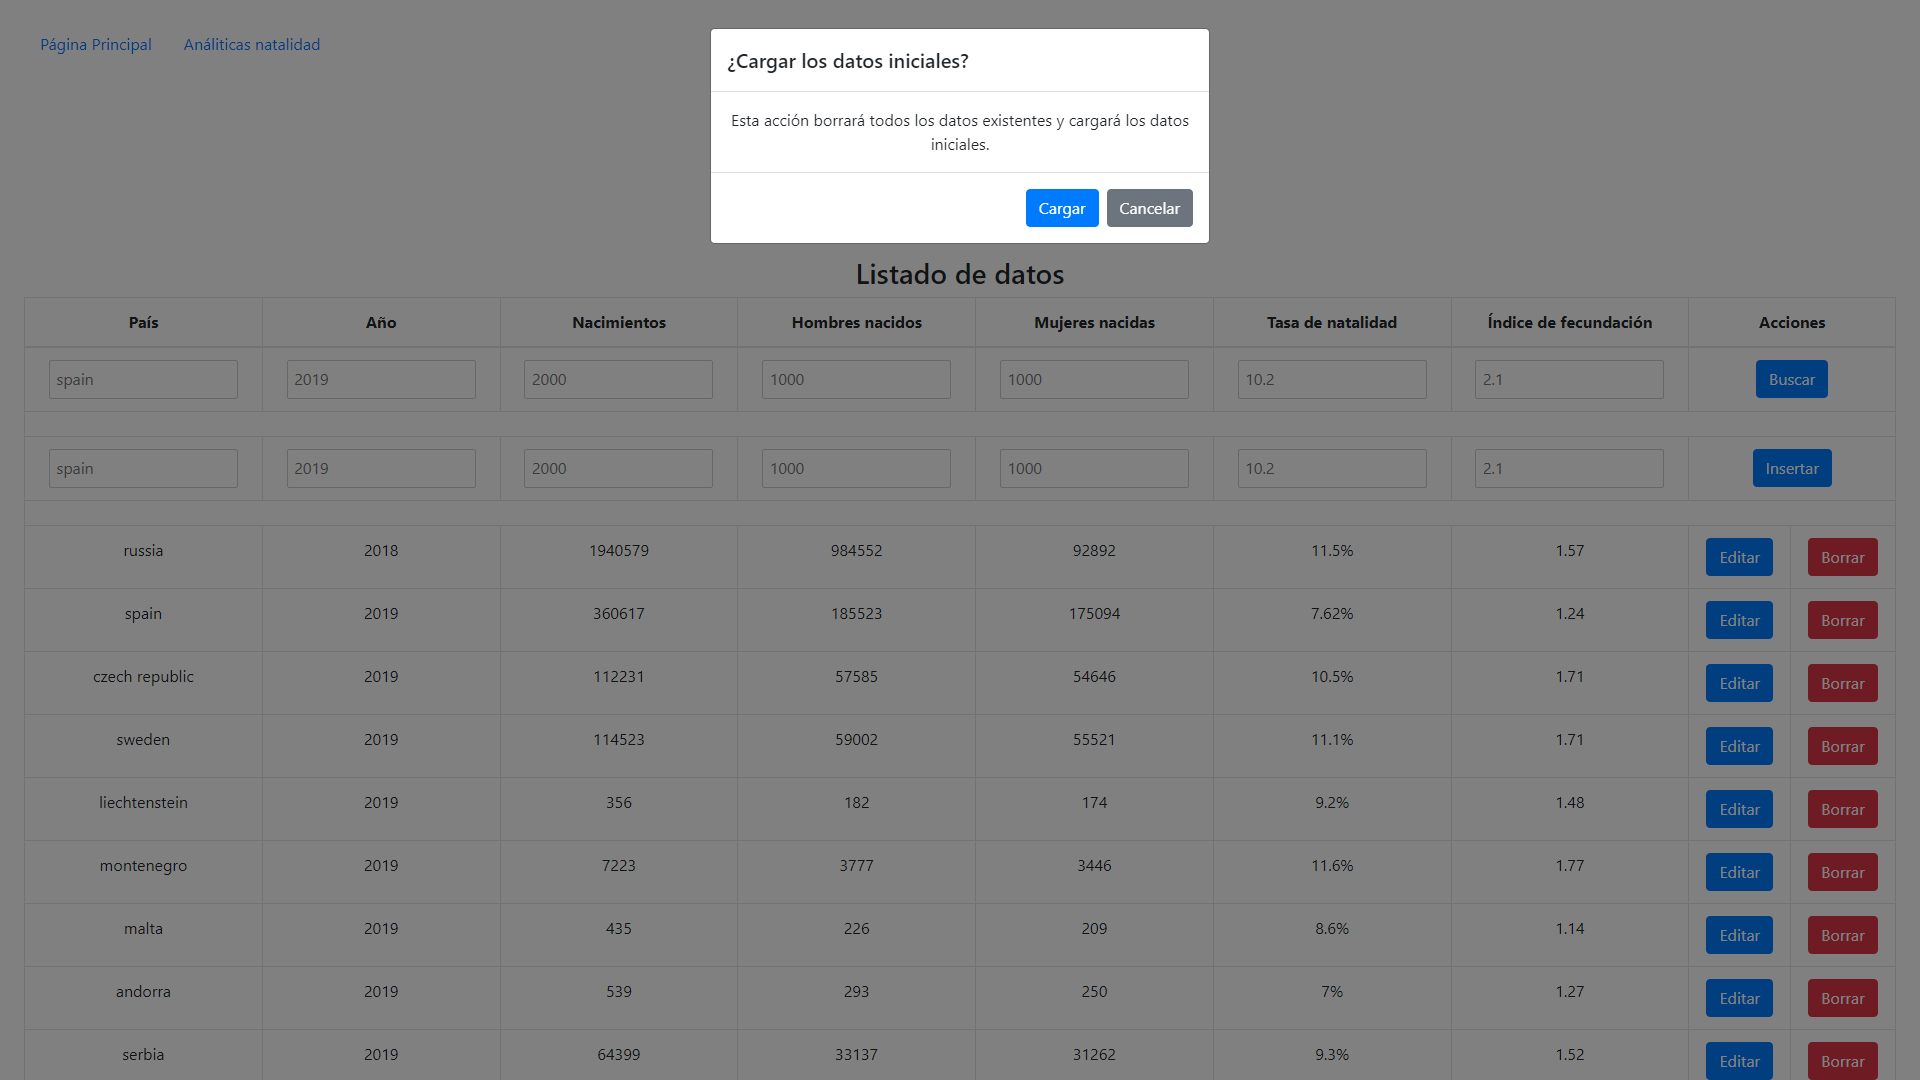 Página Principal Análiticas natalidad
¿Cargar los datos iniciales?
Esta acción borrará todos los datos existentes y cargará los datos
iniciales.
Cargar Cancelar
Listado de datos
País Año Nacimientos Hombres nacidos Mujeres nacidas Tasa de natalidad Índice de fecundación Acciones
spain 2019 2000 1000 1000 10.2 2.1 Buscar
spain 2019 2000 1000 1000 10.2 2.1 Insertar
russia 2018 1940579 984552 92892 11.5% 1.57 Editar Borrar
spain 2019 360617 185523 175094 7.62% 1.24 Editar Borrar
czech republic 2019 112231 57585 54646 10.5% 1.71 Editar Borrar
sweden 2019 114523 59002 55521 11.1% 1.71 Editar Borrar
liechtenstein 2019 356 182 174 9.2% 1.48 Editar Borrar
montenegro 2019 7223 3777 3446 11.6% 1.77 Editar Borrar
malta 2019 435 226 209 8.6% 1.14 Editar Borrar
andorra 2019 539 293 250 7% 1.27 Editar Borrar
serbia 2019 64399 33137 31262 9.3% 1.52 Editar Borrar